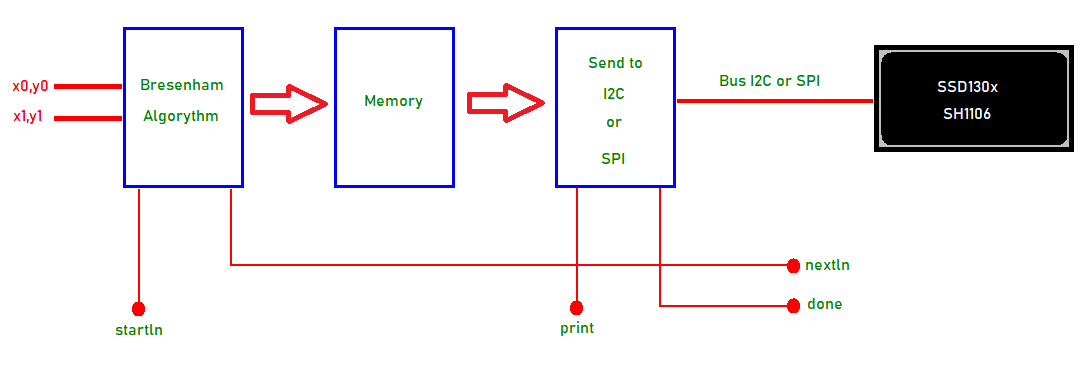 x0,y0
x1,y1
Bresenham
Algorythm
Memory
Send to
I2C
or
SPI
Bus I2C or SPI
SSD130x
SH1106
nextln
done
startln
print